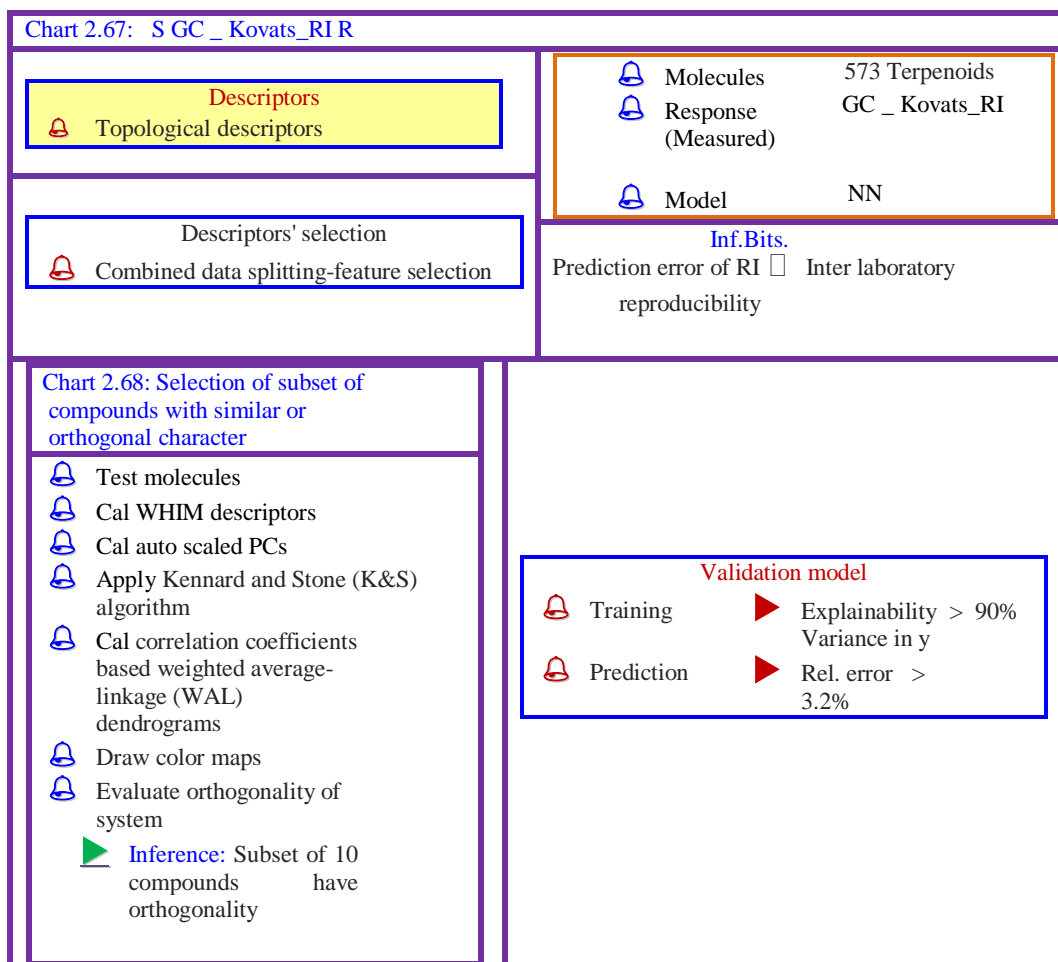 Chart 2.67: S GC _ Kovats_RI R
Descriptors
Topological descriptors
Molecules 573 Terpenoids
Response GC _ Kovats_RI
(Measured)
Model NN
Descriptors' selection
Combined data splitting-feature selection
Inf.Bits.
Prediction error of RI □ Inter laboratory
reproducibility
Chart 2.68: Selection of subset of
compounds with similar or
orthogonal character
Test molecules
Cal WHIM descriptors
Cal auto scaled PCs
Apply Kennard and Stone (K&S)
algorithm
Cal correlation coefficients
based weighted average-
linkage (WAL)
dendrograms
Draw color maps
Evaluate orthogonality of
system
Inference: Subset of 10
compounds have
orthogonality
Validation model
Training Explainability > 90%
Variance in y
Prediction Rel. error >
3.2%